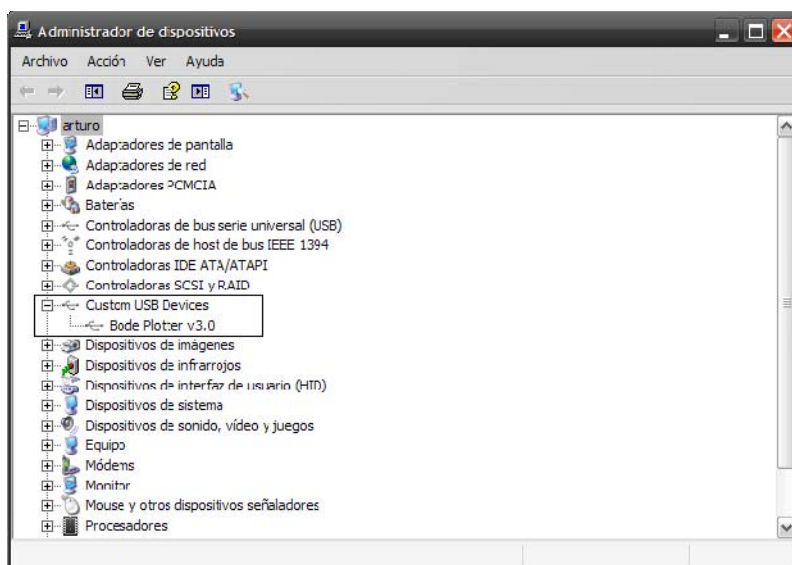 Administrador de dispositivos
Archivo Acción Ver Ayuda
arturo
Adaptadores de pantalla
Adaptadores de red
Adaptadores PCMCIA
Baterías
Controladoras de bus serie universal (USB)
Controladoras de host de bus IEEE 1394
Controladoras IDE ATA/ATAPI
Controladoras SCSI y RAID
Custom USB Devices
Bode Plotter v3.0
Dispositivos de imágenes
Dispositivos de infrarrojos
Dispositivos de interfaz de usuario (HID)
Dispositivos de sistema
Dispositivos de sonido, vídeo y juegos
Equipo
Módems
Monitor
Mouse y otros dispositivos señaladores
Procesadores